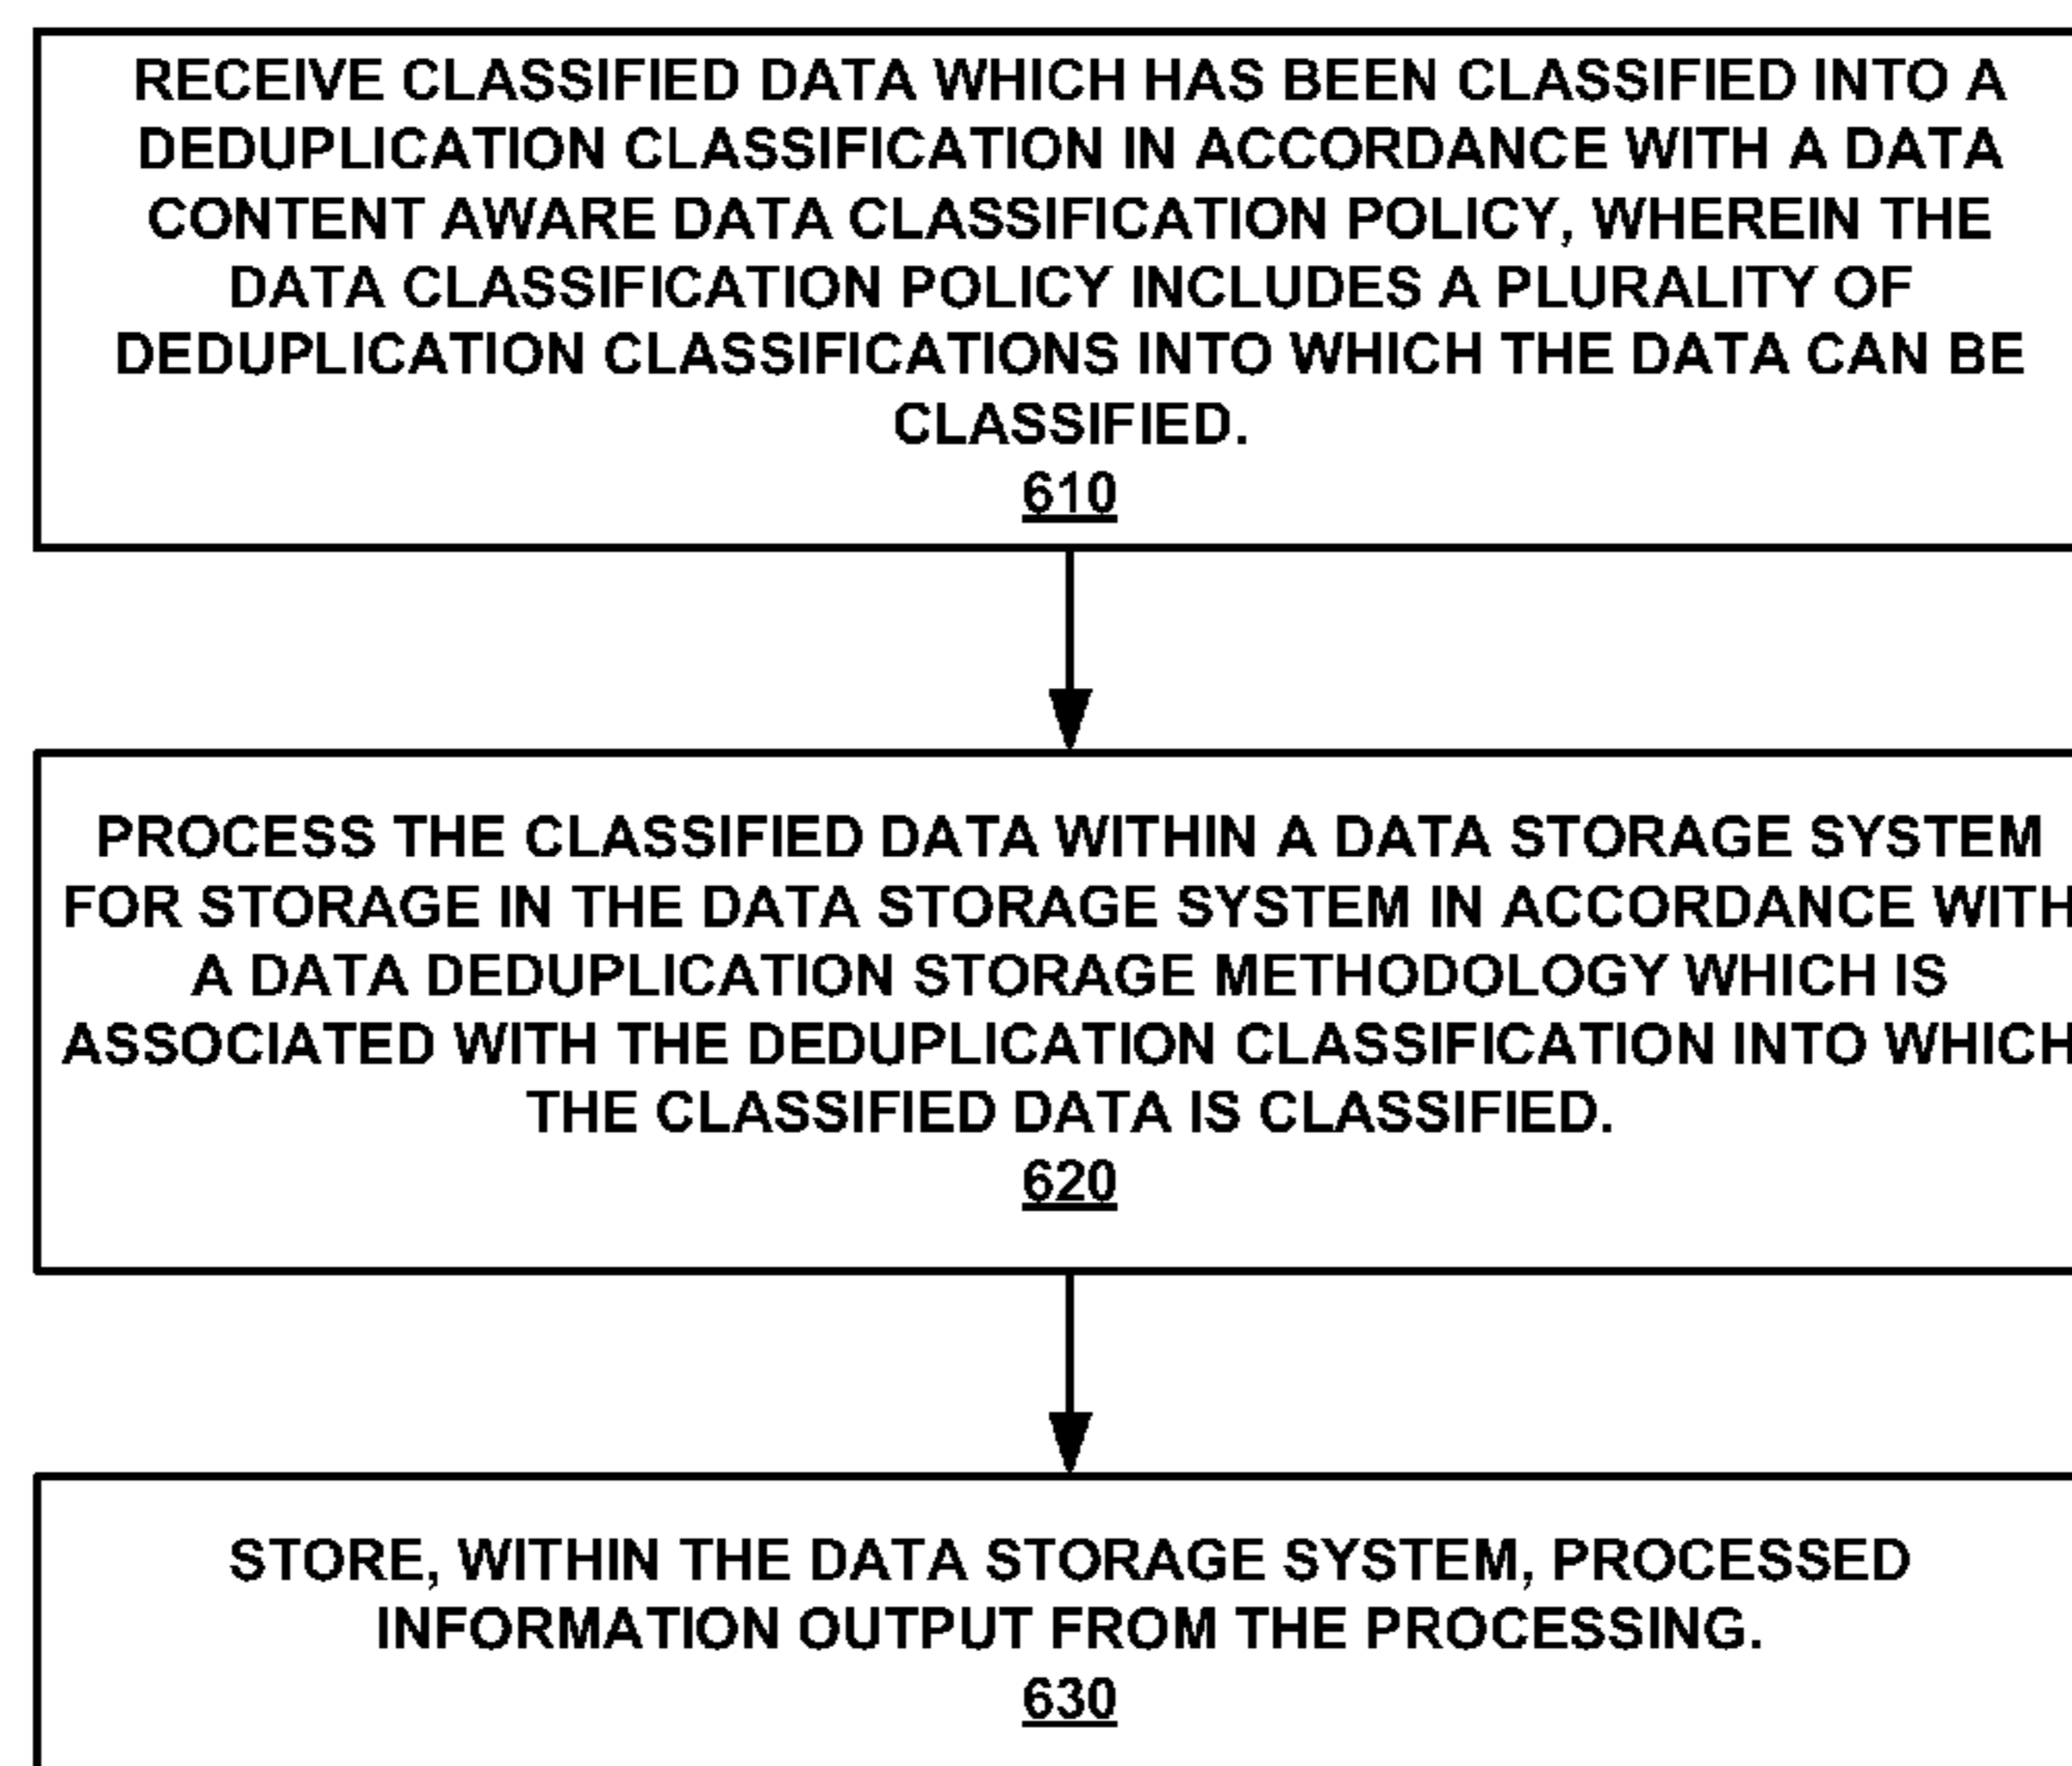 RECEIVE CLASSIFIED DATA WHICH HAS BEEN CLASSIFIED INTO A
DEDUPLICATION CLASSIFICATION IN ACCORDANCE WITH A DATA
CONTENT AWARE DATA CLASSIFICATION POLICY, WHEREIN THE
DATA CLASSIFICATION POLICY INCLUDES A PLURALITY OF
DEDUPLICATION CLASSIFICATIONS INTO WHICH THE DATA CAN BE
CLASSIFIED.
610
PROCESS THE CLASSIFIED DATA WITHIN A DATA STORAGE SYSTEM
FOR STORAGE IN THE DATA STORAGE SYSTEM IN ACCORDANCE WITH
A DATA DEDUPLICATION STORAGE METHODOLOGY WHICH IS
ASSOCIATED WITH THE DEDUPLICATION CLASSIFICATION INTO WHICH
THE CLASSIFIED DATA IS CLASSIFIED.
620
STORE, WITHIN THE DATA STORAGE SYSTEM, PROCESSED
INFORMATION OUTPUT FROM THE PROCESSING.
630